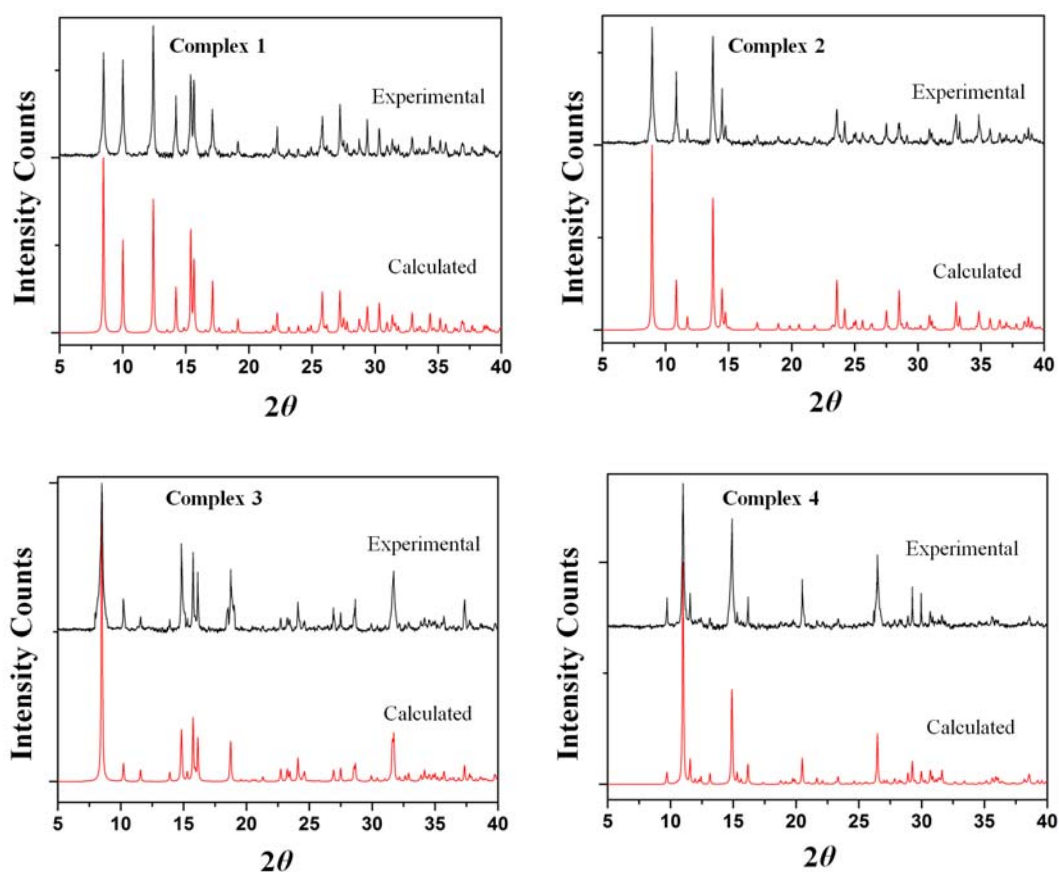 Complex 1
Experimental
Calculated
Intensity Counts
5 10 15 20 25 30 35 40
2θ
Complex 2
Experimental
Calculated
Intensity Counts
5 10 15 20 25 30 35 40
2θ
Complex 3
Experimental
Calculated
Intensity Counts
5 10 15 20 25 30 35 40
2θ
Complex 4
Experimental
Calculated
Intensity Counts
5 10 15 20 25 30 35 40
2θ